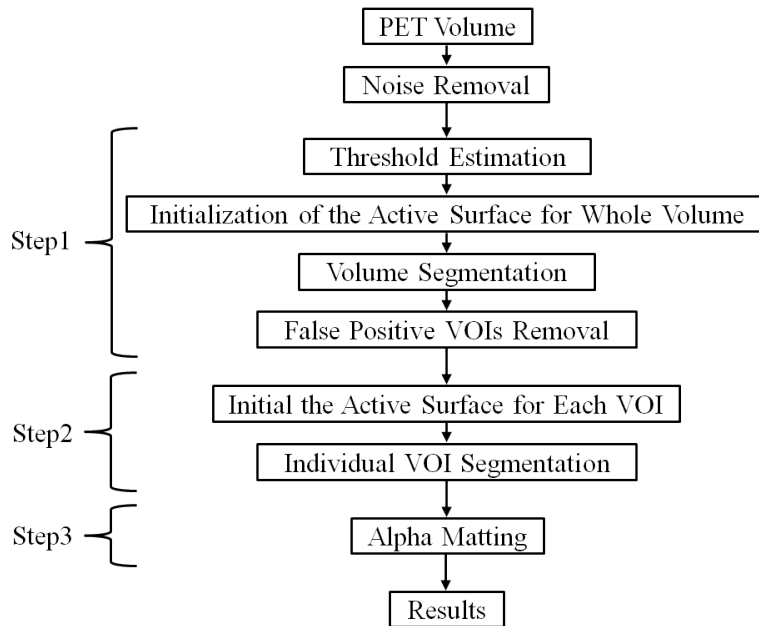 PET Volume
Noise Removal
Threshold Estimation
Initialization of the Active Surface for Whole Volume
Step1
Volume Segmentation
False Positive VOIs Removal
Initial the Active Surface for Each VOI
Step2
Individual VOI Segmentation
Step3
Alpha Matting
Results